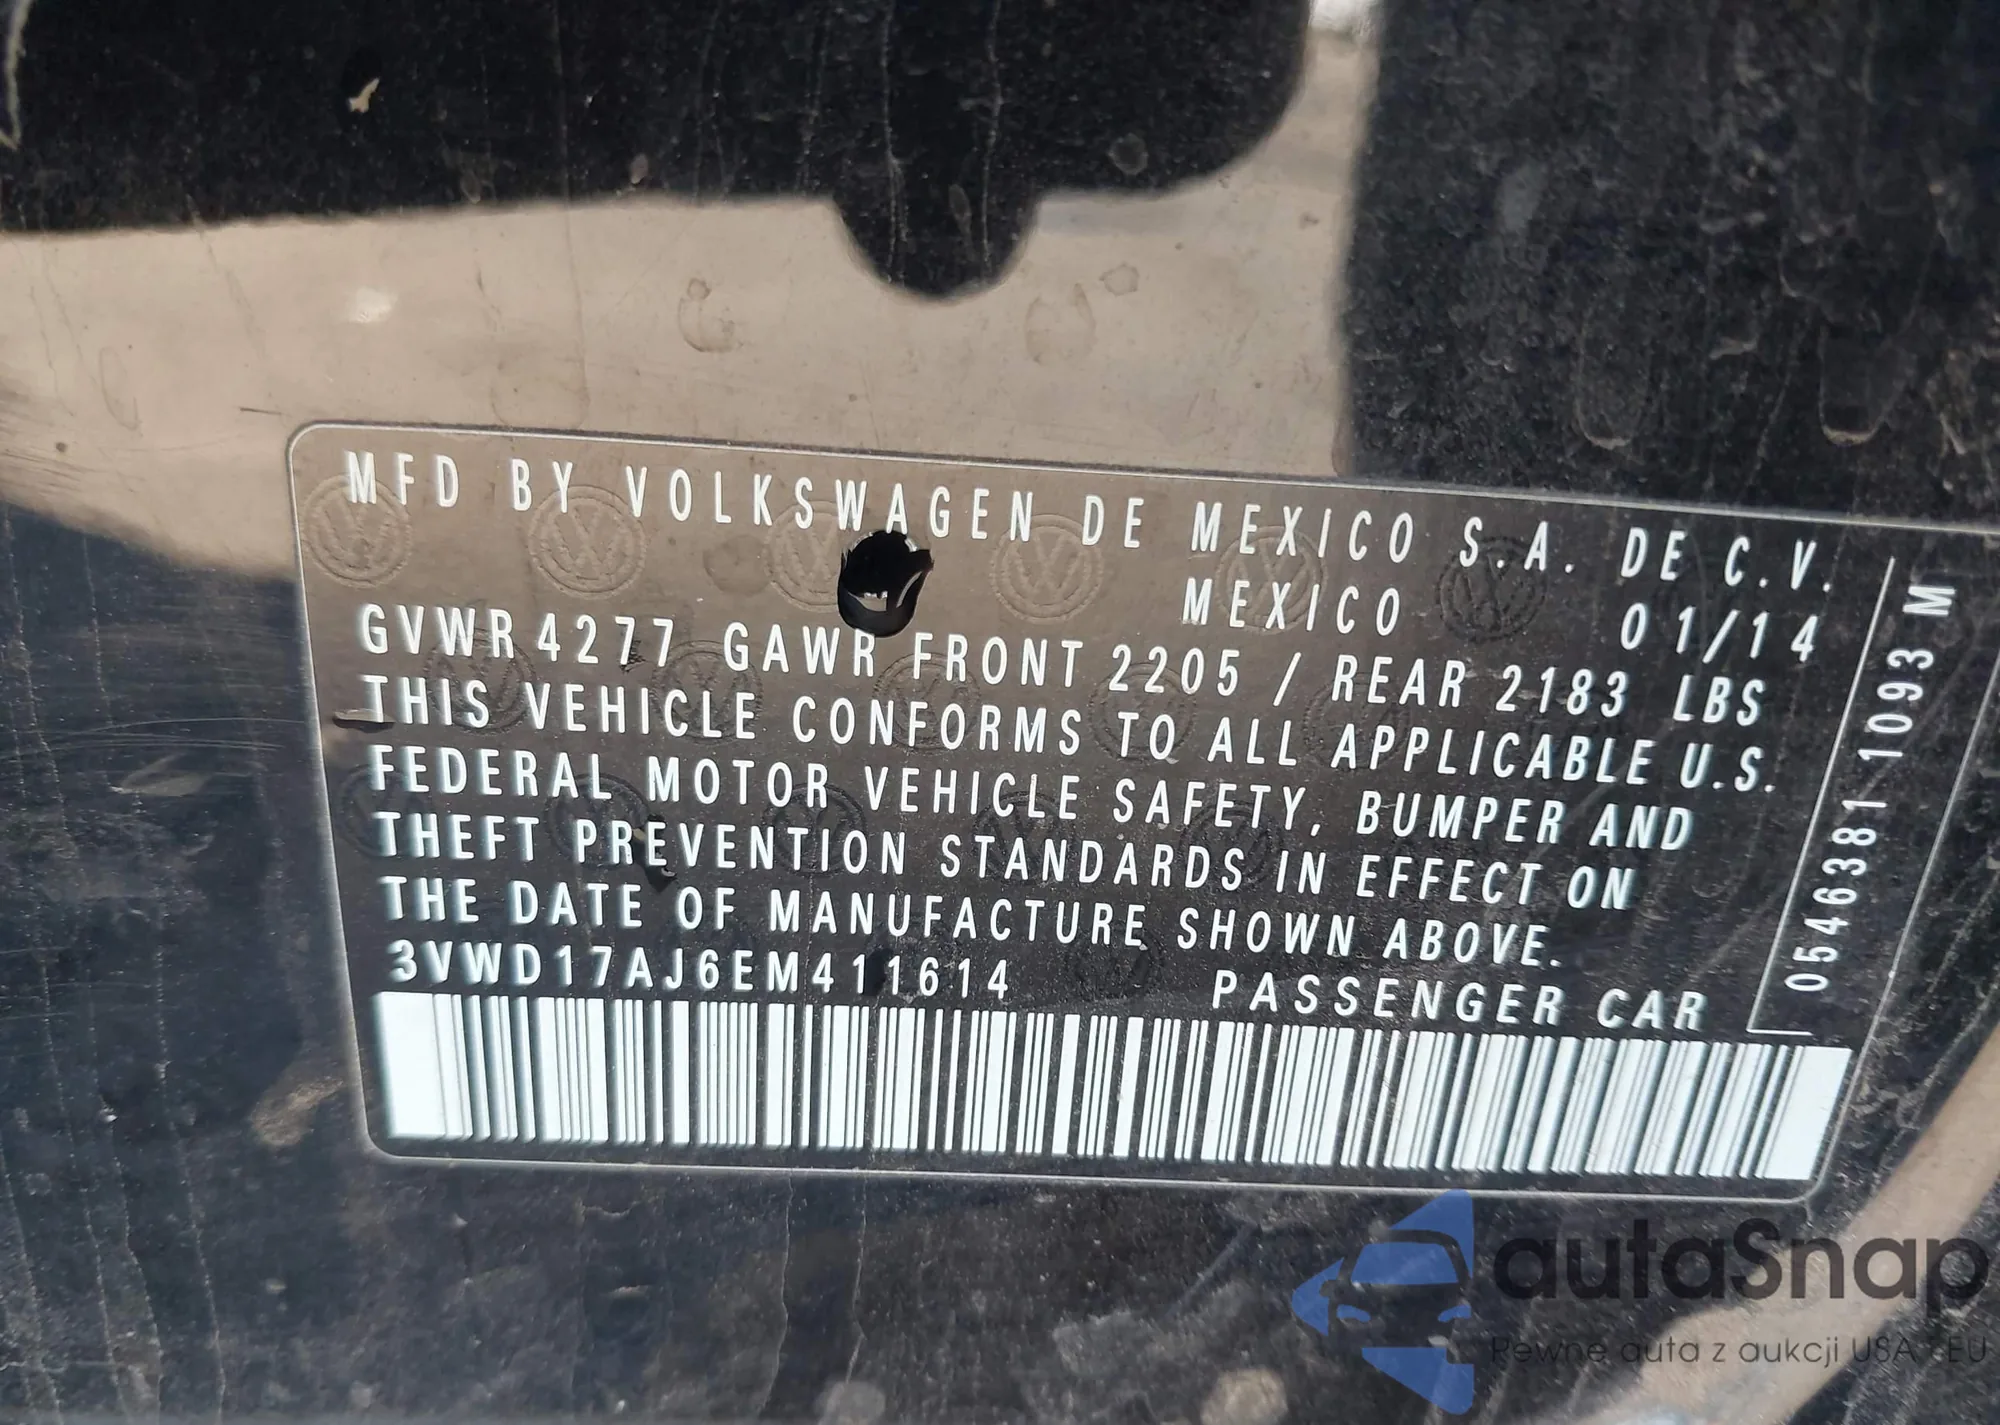 MFD BY VOLKSWAGEN DE MEXICO S.A. DE C.V.
MEXICO 01/14
GVWR 4277 GAWR FRONT 2205 / REAR 2183 LBS
THIS VEHICLE CONFORMS TO ALL APPLICABLE U.S.
FEDERAL MOTOR VEHICLE SAFETY, BUMPER AND
THEFT PREVENTION STANDARDS IN EFFECT ON
THE DATE OF MANUFACTURE SHOWN ABOVE.
3VWD17AJ6EM411614 PASSENGER CAR
05463811093 M
autaSnap
Pewne auta z aukcji USA i EU